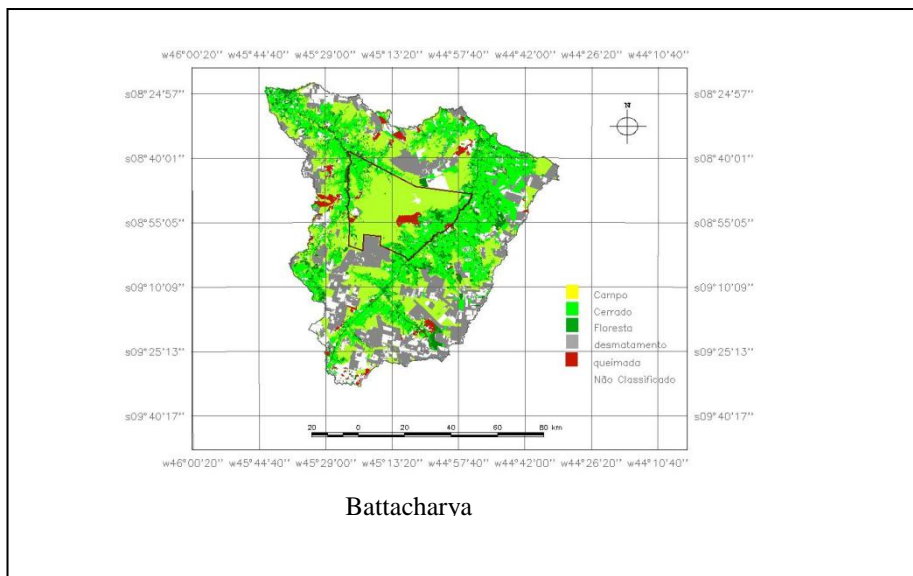 w46°00'20'' w45°44'40'' w45°29'00'' w45°13'20'' w44°57'40'' w44°42'00'' w44°26'20'' w44°10'40''
s08°24'57'' s08°24'57''
N
s08°40'01'' s08°40'01''
s08°55'05'' s08°55'05''
s09°10'09'' s09°10'09''
Campo
Cerrado
Floresta
desmatamento
s09°25'13'' s09°25'13''
queimada
Não Classificado
s09°40'17'' s09°40'17''
20 0 20 40 60 80 km
w46°00'20'' w45°44'40'' w45°29'00'' w45°13'20'' w44°57'40'' w44°42'00'' w44°26'20'' w44°10'40''
Battacharya